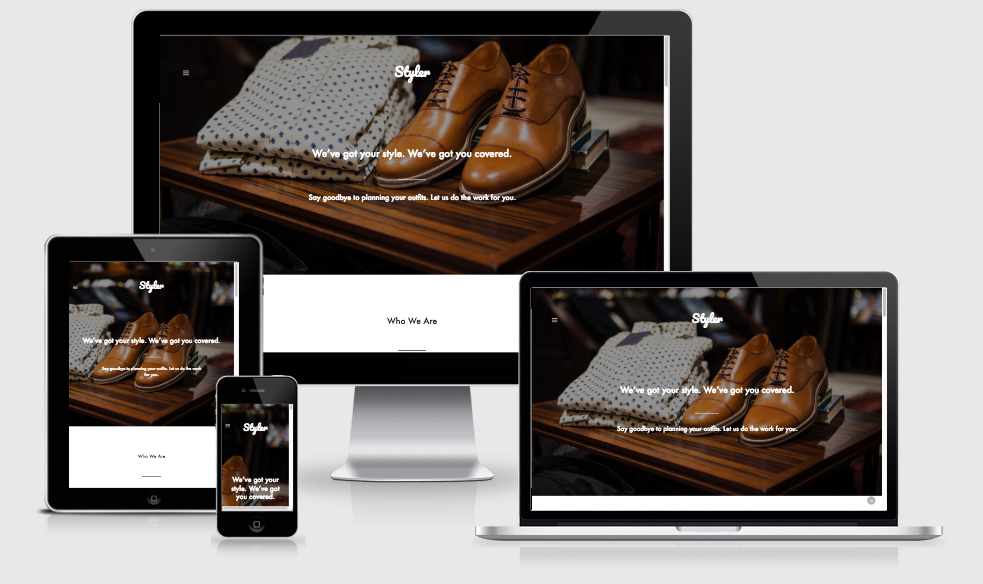 Styler
We've got your style. We've got you covered.
Say goodbye to planning your outfits. Let us do the work for you.
Who We Are
Styler
We've got your style. We've got you covered.
Say goodbye to planning your outfits. Let us do the work
for you.
Who We Are
Styler
We've got your
style. We've got
you covered.
Styler
We've got your style. We've got you covered.
Say goodbye to planning your outfits. Let us do the work for you.